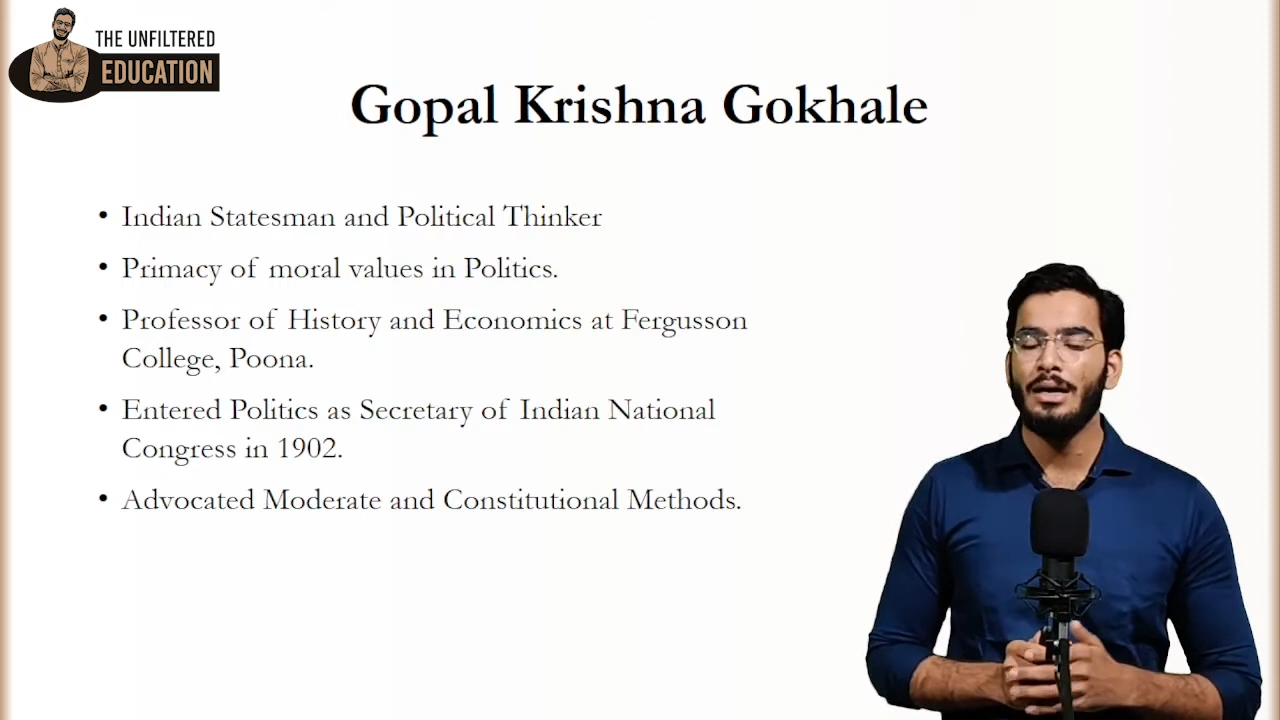 THE UNFILTERED
EDUCATION
Gopal Krishna Gokhale
• Indian Statesman and Political Thinker
• Primacy of moral values in Politics.
• Professor of History and Economics at Fergusson
College, Poona.
• Entered Politics as Secretary of Indian National
Congress in 1902.
• Advocated Moderate and Constitutional Methods.